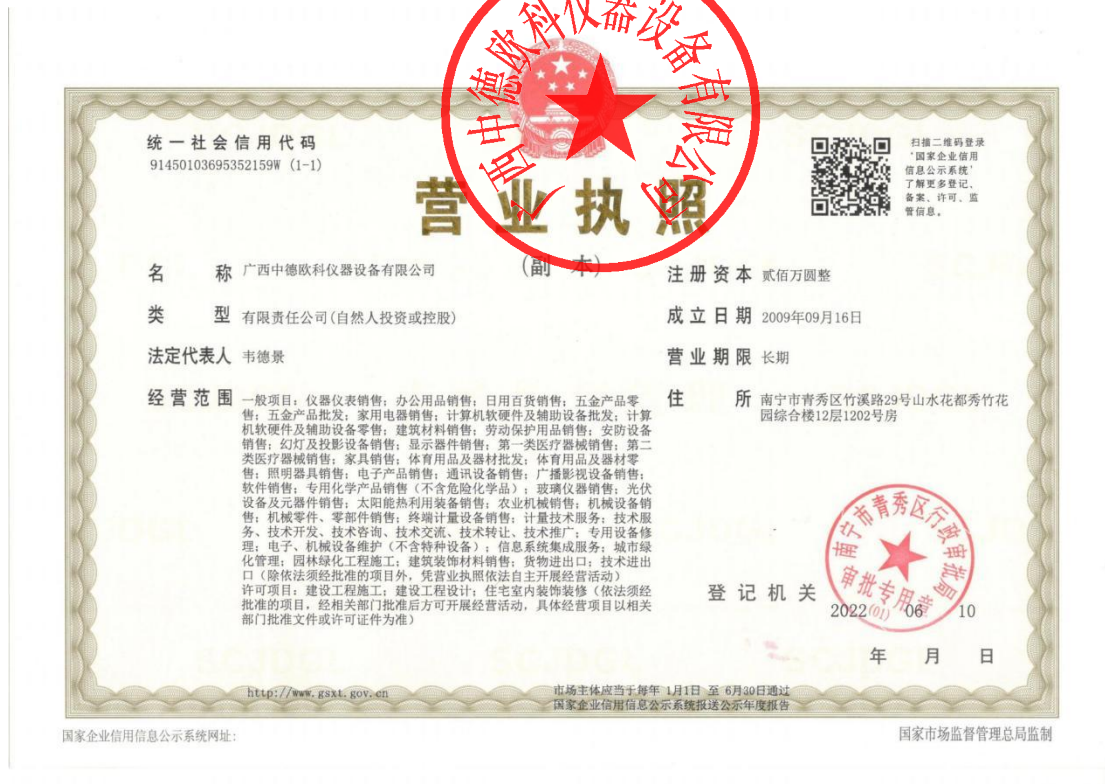 广西中德欧科仪器设备有限公司
统一社会信用代码
91450103695352159W (1-1)
扫描二维码登录
‘国家企业信用
信息公示系统’
了解更多登记、
备案、许可、监
管信息。
营业执照
(副 本)
名 称 广西中德欧科仪器设备有限公司
注册资本 贰佰万圆整
类 型 有限责任公司(自然人投资或控股)
成立日期 2009年09月16日
法定代表人 韦德景
营业期限 长期
住 所 南宁市青秀区竹溪路29号山水花都秀竹花
园综合楼12层1202号房
经营范围 一般项目：仪器仪表销售；办公用品销售；日用百货销售；五金产品零
售；五金产品批发；家用电器销售；计算机软硬件及辅助设备批发；计算
机软硬件及辅助设备零售；建筑材料销售；劳动保护用品销售；安防设备
销售；幻灯及投影设备销售；显示器件销售；第一类医疗器械销售；第二
类医疗器械销售；家具销售；体育用品及器材批发；体育用品及器材零
售；照明器具销售；电子产品销售；通讯设备销售；广播影视设备销售；
软件销售；专用化学产品销售（不含危险化学品）；玻璃仪器销售；光伏
设备及元器件销售；太阳能热利用装备销售；农业机械销售；机械设备销
售；机械零件、零部件销售；终端计量设备销售；计量技术服务；技术服
务、技术开发、技术咨询、技术交流、技术转让、技术推广；专用设备修
理；电子、机械设备维护（不含特种设备）；信息系统集成服务；城市绿
化管理；园林绿化工程施工；建筑装饰材料销售；货物进出口；技术进出
口（除依法须经批准的项目外，凭营业执照依法自主开展经营活动）
许可项目：建设工程施工；建设工程设计；住宅室内装饰装修（依法须经
批准的项目，经相关部门批准后方可开展经营活动，具体经营项目以相关
部门批准文件或许可证件为准）
南宁市青秀区行政审批局
审批专用章
(01)
登记机关
2022 06 10
年 月 日
http://www.gsxt.gov.cn
市场主体应当于每年 1月1日 至 6月30日通过
国家企业信用信息公示系统报送公示年度报告
国家企业信用信息公示系统网址：
国家市场监督管理总局监制